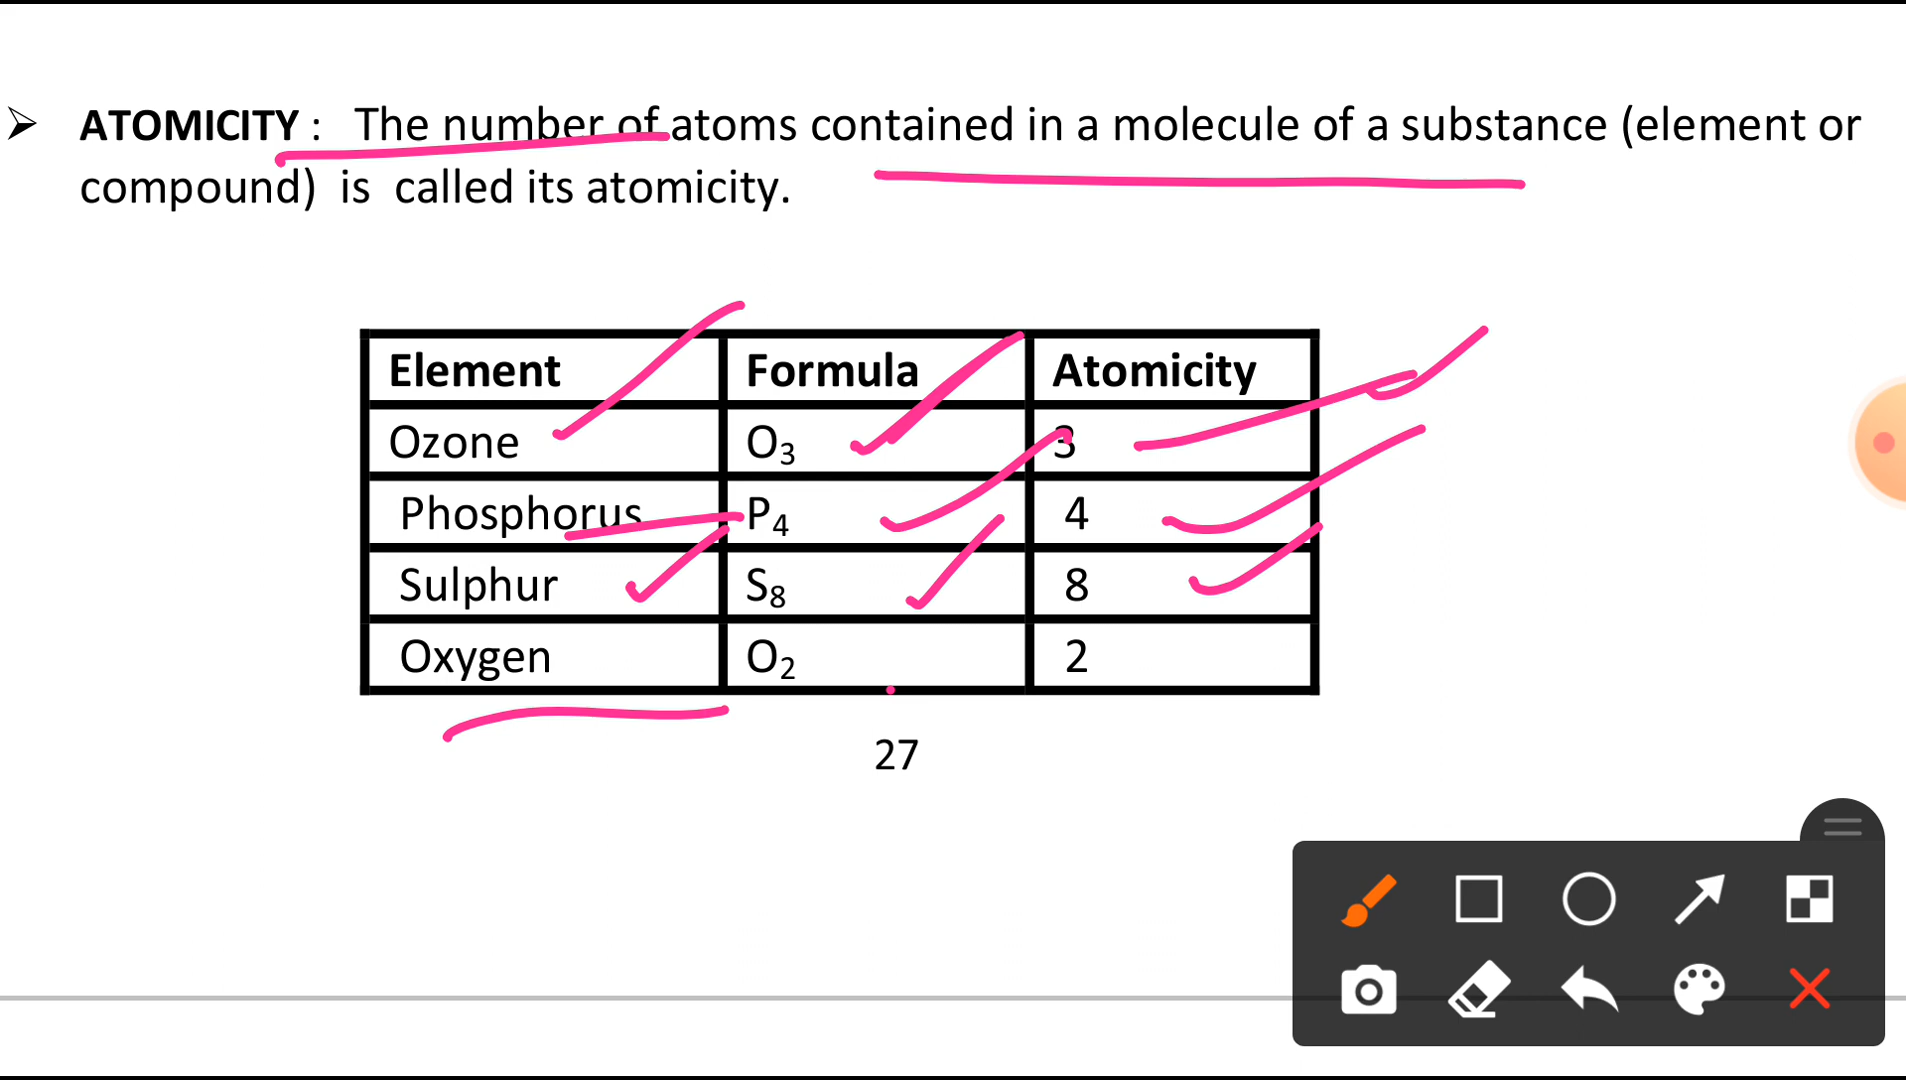 ➢ ATOMICITY : The number of atoms contained in a molecule of a substance (element or
compound) is called its atomicity.
Element Formula Atomicity
Ozone O₃ 3
Phosphorus P₄ 4
Sulphur S₈ 8
Oxygen O₂ 2
27